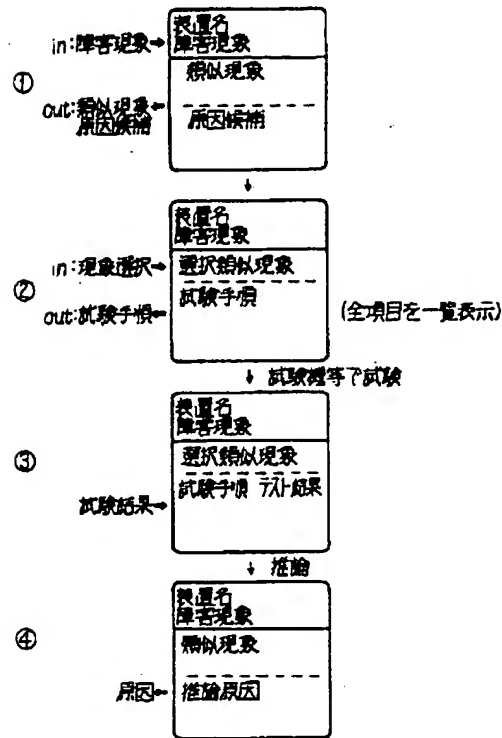 装置名
in:障害現象→ 障害現象
①
類似現象
out:類似現象←
原因候補 原因候補
↓
装置名
障害現象
in:現象選択→ 選択類似現象
②
試験手順
out:試験手順← (全項目を一覧表示)
↓ 試験機等で試験
装置名
障害現象
③
選択類似現象
試験手順 テスト結果
試験結果→
↓ 推論
装置名
障害現象
④
類似現象
原因← 推論原因